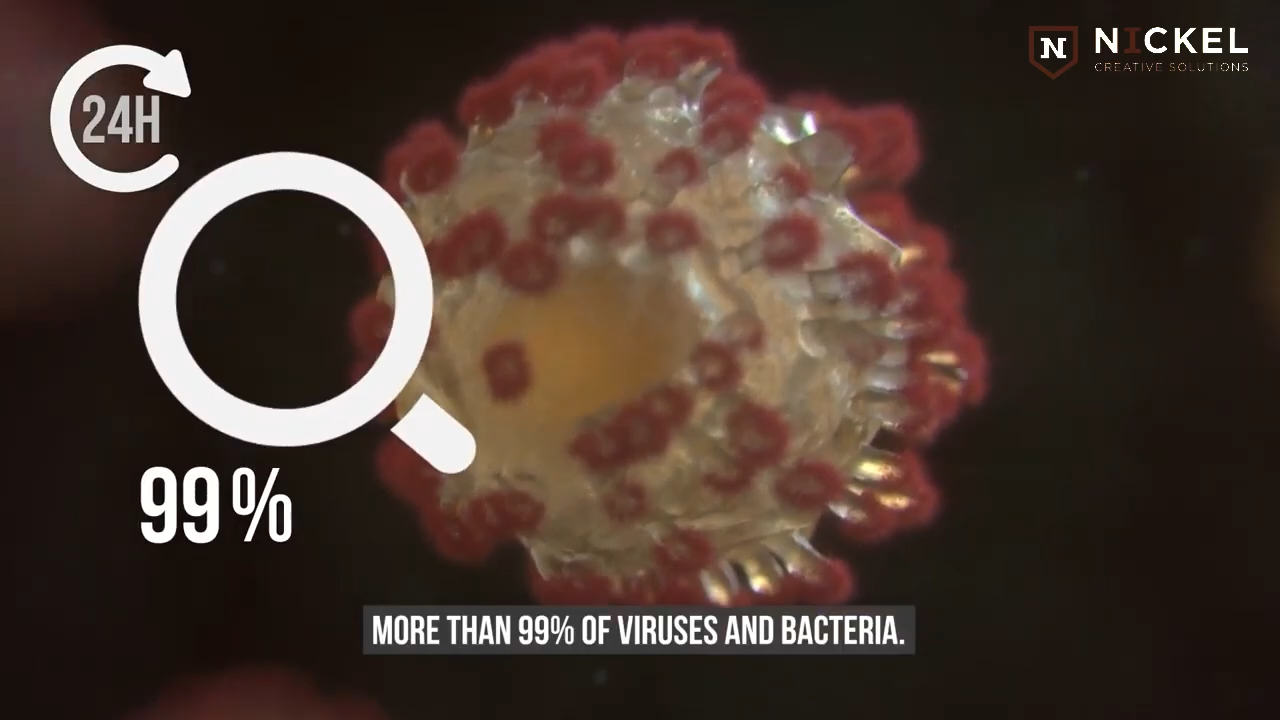 24H
N
NICKEL
CREATIVE SOLUTIONS
99%
MORE THAN 99% OF VIRUSES AND BACTERIA.